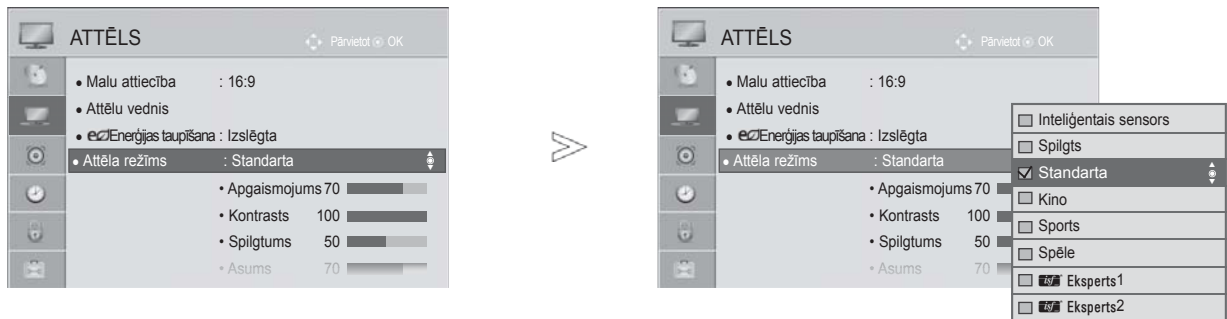 ATTĒLS
Pārvietot OK
• Malu attiecība : 16:9
• Attēlu vednis
• Enerģijas taupīšana : Izslēgta
• Attēla režīms : Standarta
• Apgaismojums 70
• Kontrasts 100
• Spilgtums 50
• Asums 70
ATTĒLS
Pārvietot OK
• Malu attiecība : 16:9
• Attēlu vednis
• Enerģijas taupīšana : Izslēgta
• Attēla režīms : Standarta
• Apgaismojums 70
• Kontrasts 100
• Spilgtums 50
• Asums 70
Inteliģentais sensors
Spilgts
Standarta
Kino
Sports
Spēle
isf Eksperts1
isf Eksperts2